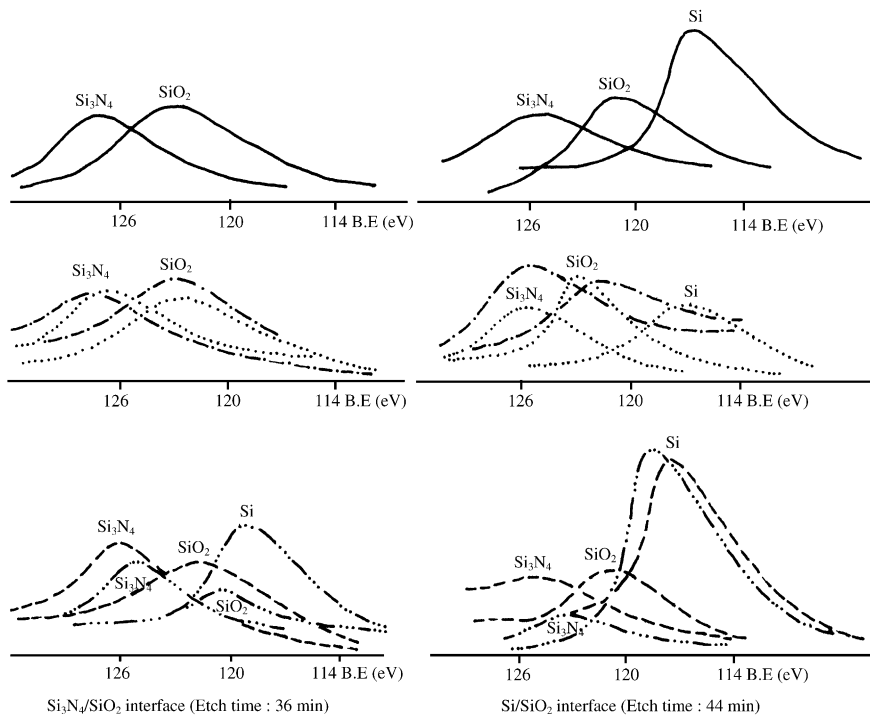 Si
Si₃N₄ SiO₂ Si₃N₄ SiO₂
126 120 114 B.E (eV) 126 120 114 B.E (eV)
Si₃N₄ SiO₂ Si₃N₄ SiO₂ Si
126 120 114 B.E (eV) 126 120 114 B.E (eV)
Si₃N₄ SiO₂ Si Si₃N₄ SiO₂ Si
Si₃N₄ SiO₂ Si₃N₄
126 120 114 B.E (eV) 126 120 114 B.E (eV)
Si₃N₄/SiO₂ interface (Etch time : 36 min) Si/SiO₂ interface (Etch time : 44 min)